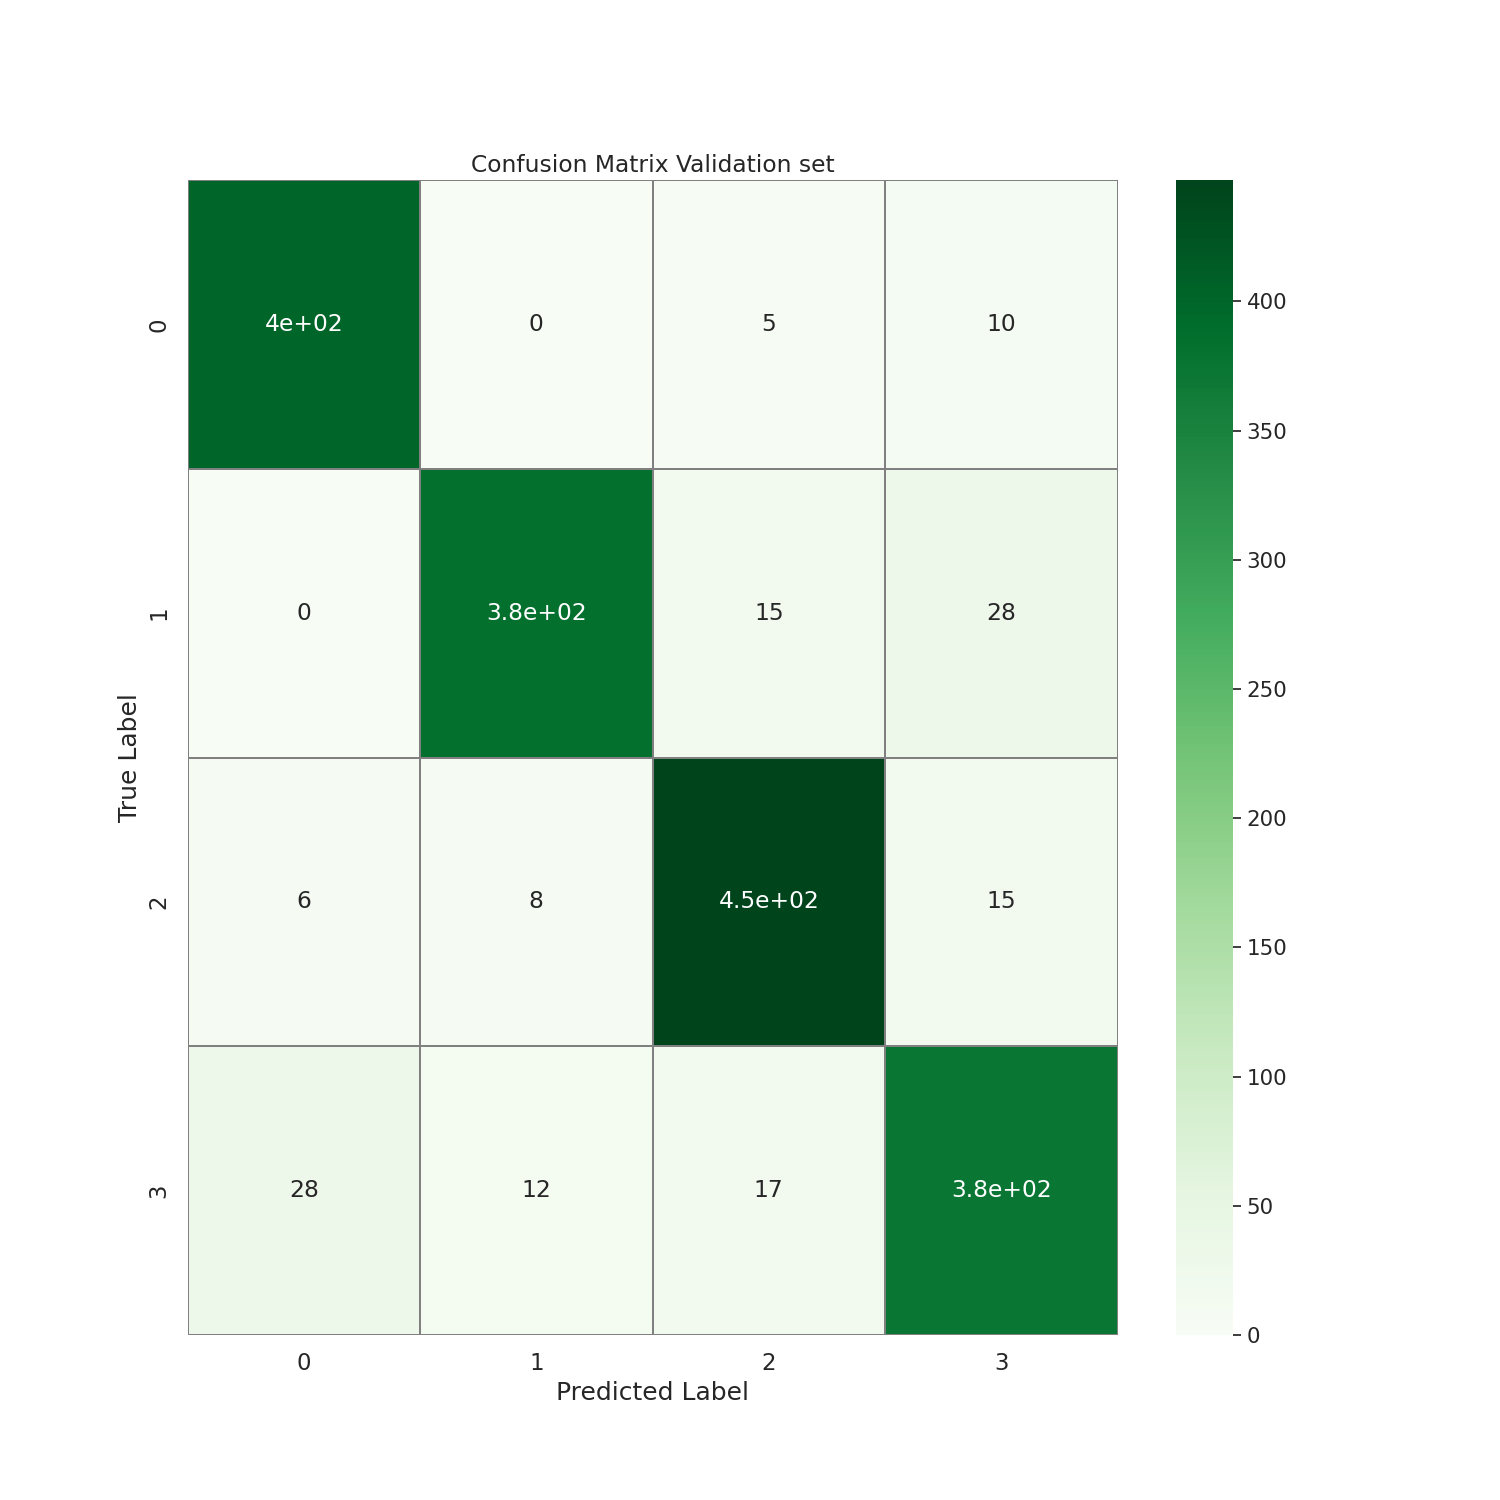 Confusion Matrix Validation set
0 4e+02 0 5 10
1 0 3.8e+02 15 28
2 6 8 4.5e+02 15
3 28 12 17 3.8e+02
0 1 2 3
True Label
Predicted Label
400
350
300
250
200
150
100
50
0